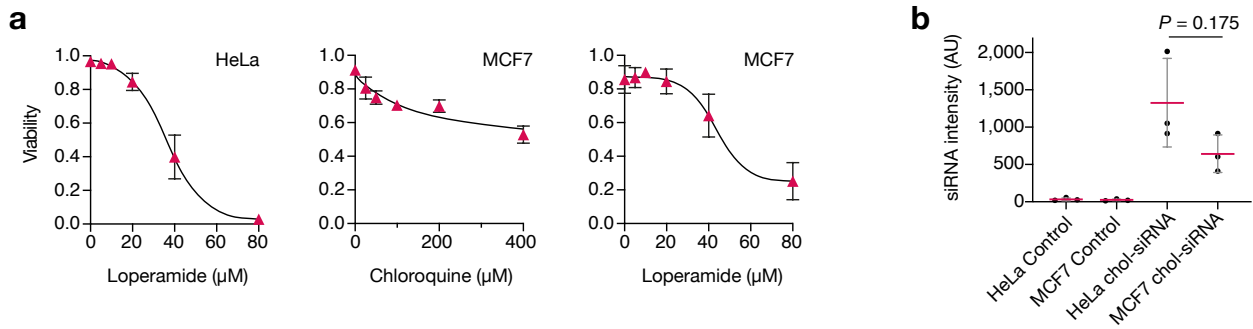 a
HeLa
Viability
1.0
0.8
0.6
0.4
0.2
0.0
0 20 40 60 80
Loperamide (µM)
MCF7
1.0
0.8
0.6
0.4
0.2
0.0
0 200 400
Chloroquine (µM)
MCF7
1.0
0.8
0.6
0.4
0.2
0.0
0 20 40 60 80
Loperamide (µM)
b
P = 0.175
siRNA intensity (AU)
2,000
1,500
1,000
500
0
HeLa Control
MCF7 Control
HeLa chol-siRNA
MCF7 chol-siRNA